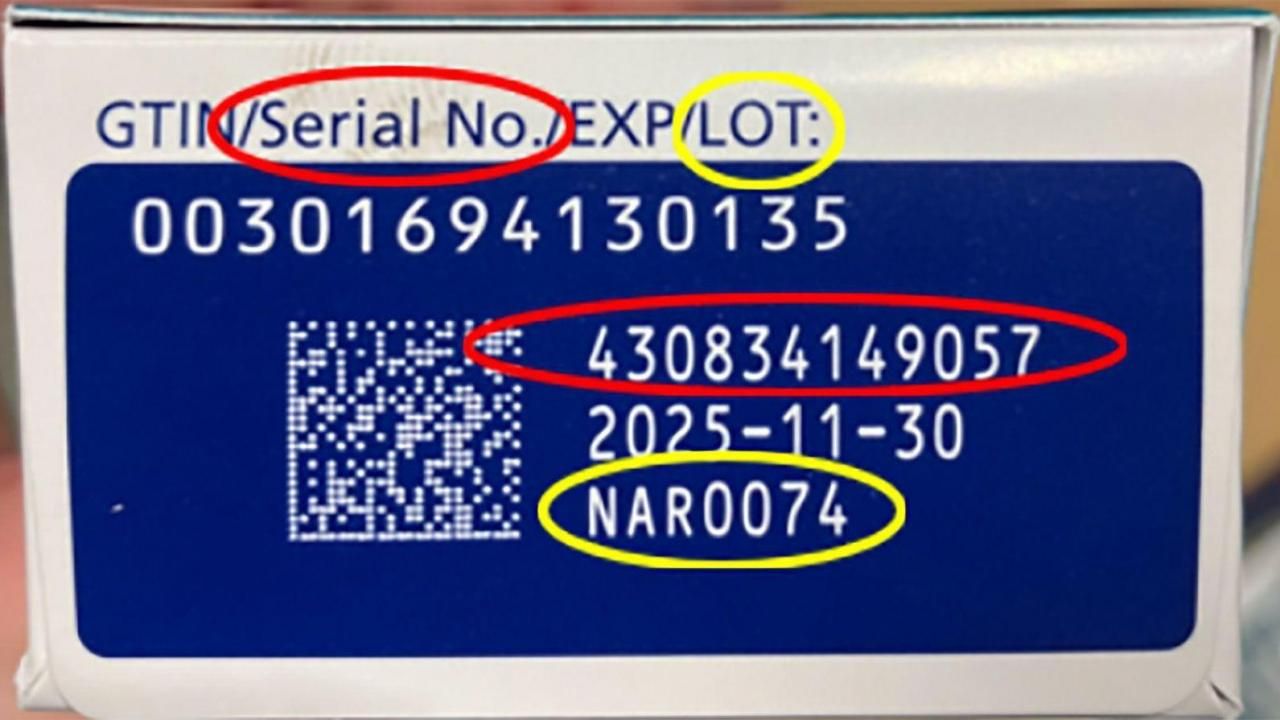 GTIN/Serial No./EXP/LOT:
00301694130135
430834149057
2025-11-30
NAR0074